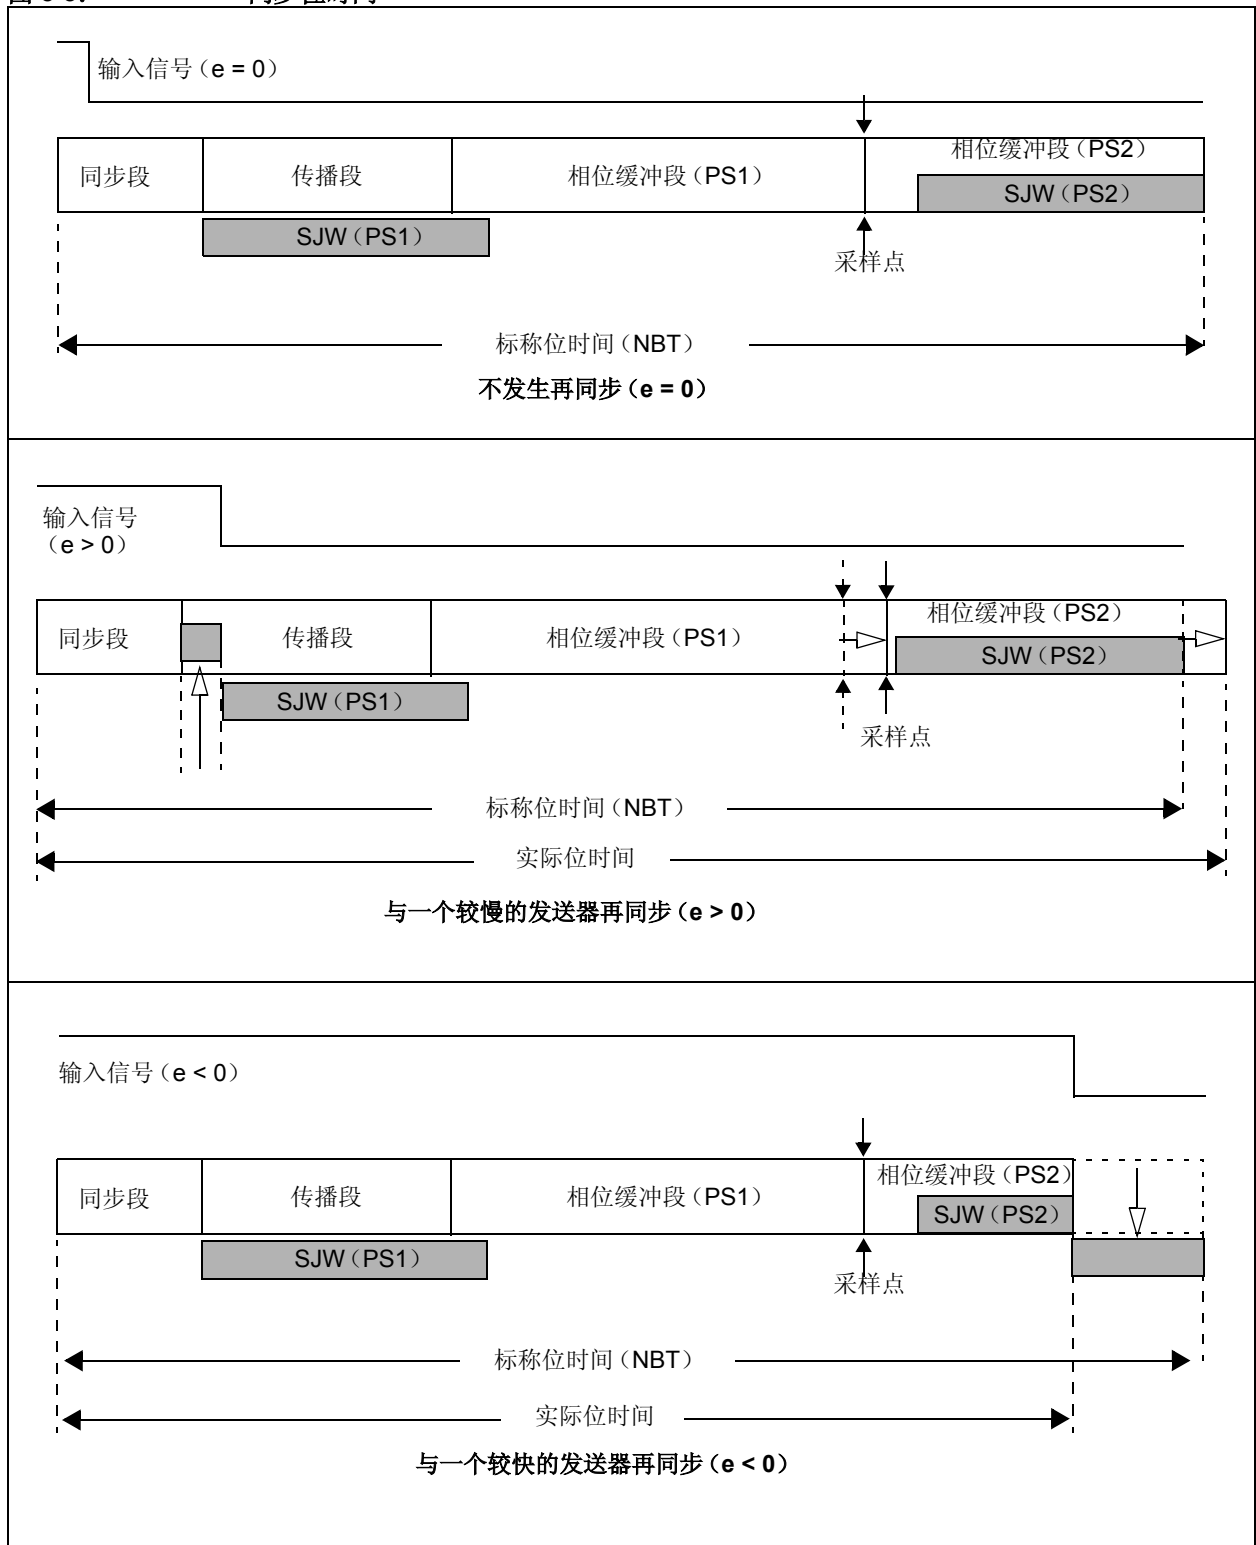 输入信号（e = 0）
同步段
传播段
相位缓冲段（PS1）
相位缓冲段（PS2）
SJW（PS2）
SJW（PS1）
采样点
标称位时间（NBT）
不发生再同步（e = 0）
输入信号
（e > 0）
同步段
传播段
相位缓冲段（PS1）
相位缓冲段（PS2）
SJW（PS2）
SJW（PS1）
采样点
标称位时间（NBT）
实际位时间
与一个较慢的发送器再同步（e > 0）
输入信号（e < 0）
同步段
传播段
相位缓冲段（PS1）
相位缓冲段（PS2）
SJW（PS2）
SJW（PS1）
采样点
标称位时间（NBT）
实际位时间
与一个较快的发送器再同步（e < 0）